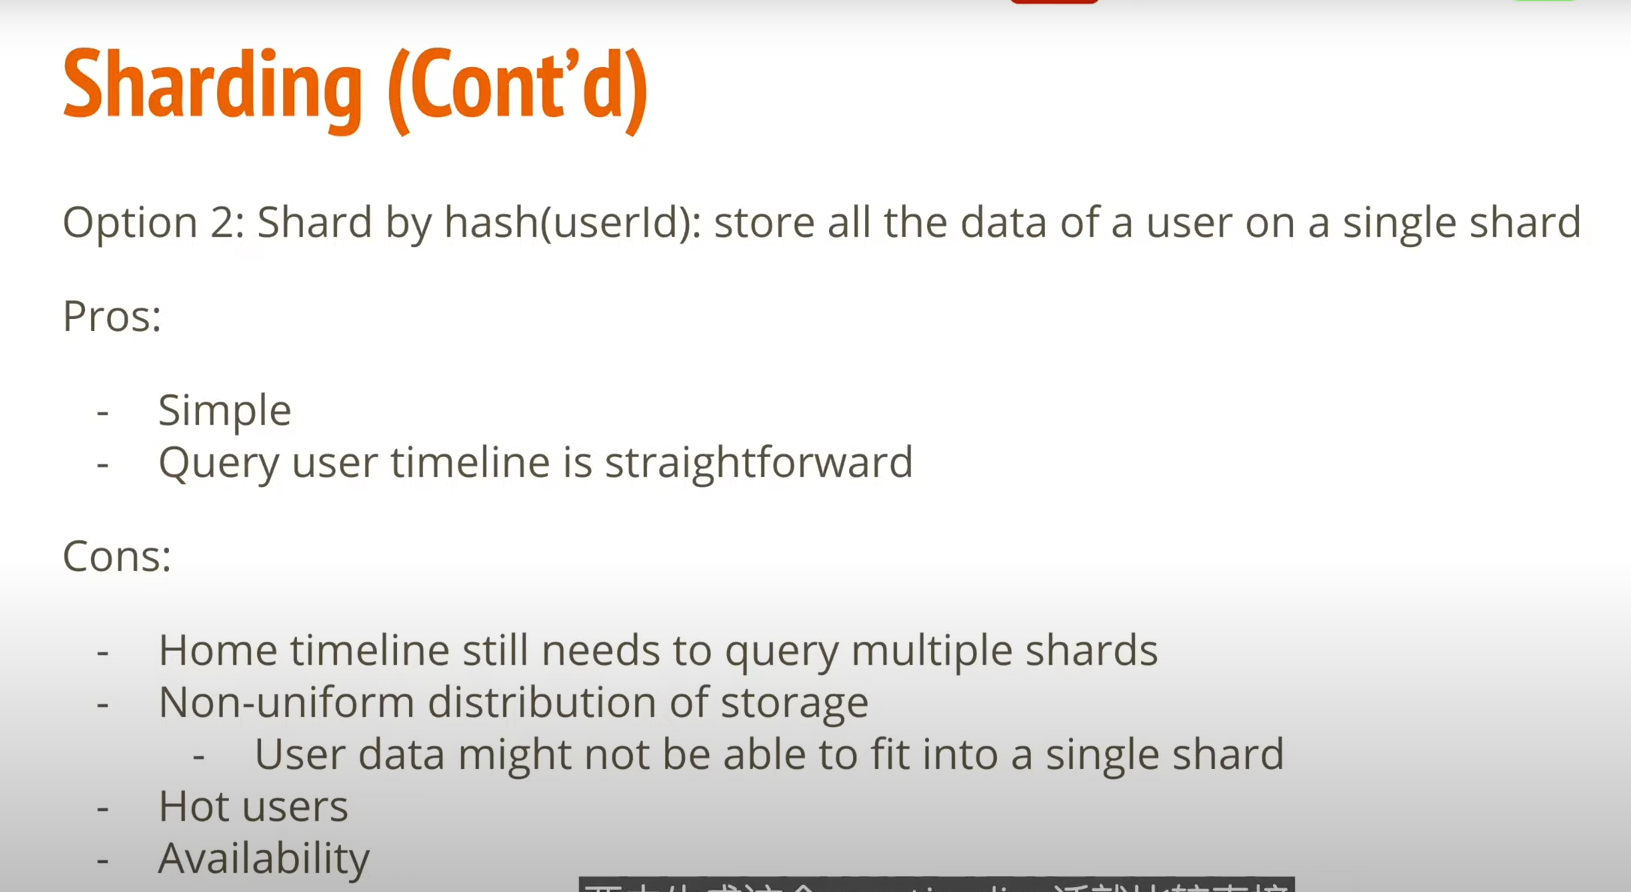 Sharding (Cont’d)
Option 2: Shard by hash(userId): store all the data of a user on a single shard
Pros:
- Simple
- Query user timeline is straightforward
Cons:
- Home timeline still needs to query multiple shards
- Non-uniform distribution of storage
- User data might not be able to fit into a single shard
- Hot users
- Availability